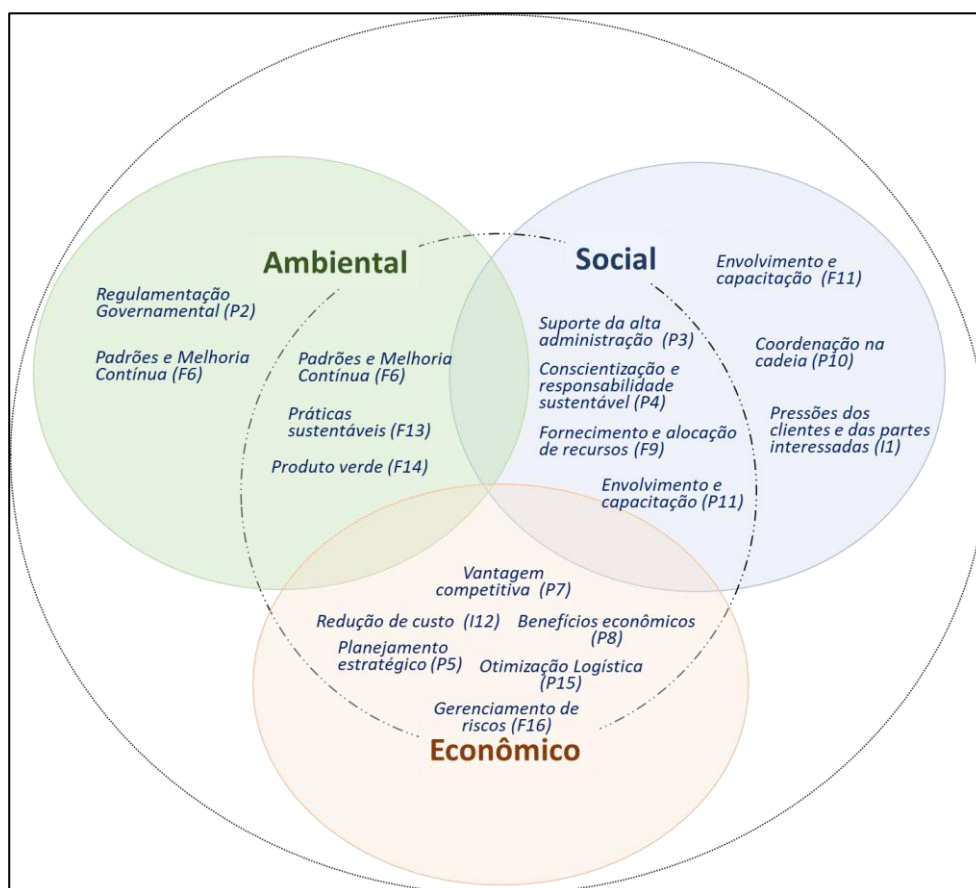 Ambiental
Regulamentação
Governamental (P2)
Padrões e Melhoria
Contínua (F6)
Padrões e Melhoria
Contínua (F6)
Práticas
sustentáveis (F13)
Produto verde (F14)
Social
Envolvimento e
capacitação (F11)
Suporte da alta
administração (P3)
Coordenação na
cadeia (P10)
Conscientização e
responsabilidade
sustentável (P4)
Pressões dos
clientes e das partes
interessadas (I1)
Fornecimento e alocação
de recursos (F9)
Envolvimento e
capacitação (P11)
Vantagem
competitiva (P7)
Redução de custo (I12)
Benefícios econômicos
(P8)
Planejamento
estratégico (P5)
Otimização Logística
(P15)
Gerenciamento de
riscos (F16)
Econômico